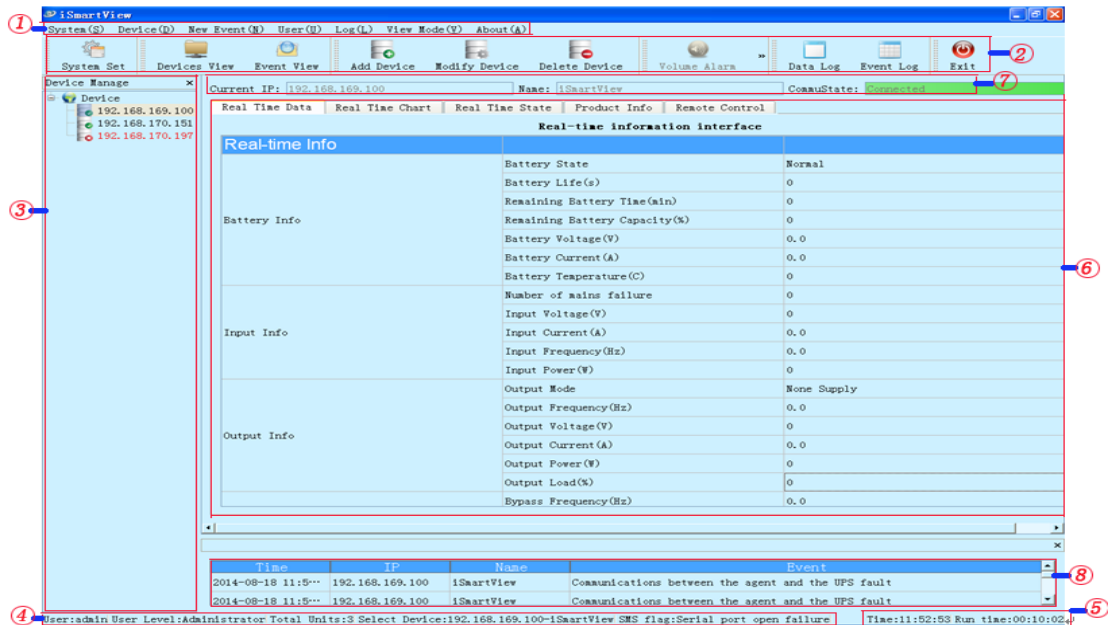 iSmartView
① System(S) Device(D) New Event(N) User(U) Log(L) View Mode(V) About(A)
System Set Devices View Event View Add Device Modify Device Delete Device Volume Alarm » Data Log Event Log Exit ②
Device Manage ×
⑦
Current IP: 192.168.169.100 Name: iSmartView CommuState: Connected
Device
192.168.169.100
192.168.170.151
192.168.170.197
③
Real Time Data Real Time Chart Real Time State Product Info Remote Control
Real-time information interface
Real-time Info
Battery Info
Battery State Normal
Battery Life(s) 0
Remaining Battery Time(min) 0
Remaining Battery Capacity(%) 0
Battery Voltage(V) 0.0
Battery Current(A) 0.0
Battery Temperature(C) 0
⑥
Input Info
Number of mains failure 0
Input Voltage(V) 0
Input Current(A) 0.0
Input Frequency(Hz) 0.0
Input Power(W) 0
Output Info
Output Mode None Supply
Output Frequency(Hz) 0.0
Output Voltage(V) 0
Output Current(A) 0.0
Output Power(W) 0
Output Load(%) 0
Bypass Frequency(Hz) 0.0
Time IP Name Event
2014-08-18 11:5··· 192.168.169.100 iSmartView Communications between the agent and the UPS fault
⑧
2014-08-18 11:5··· 192.168.169.100 iSmartView Communications between the agent and the UPS fault
④ User:admin User Level:Administrator Total Units:3 Select Device:192.168.169.100-iSmartView SMS flag:Serial port open failure
Time:11:52:53 Run time:00:10:02 ⑤